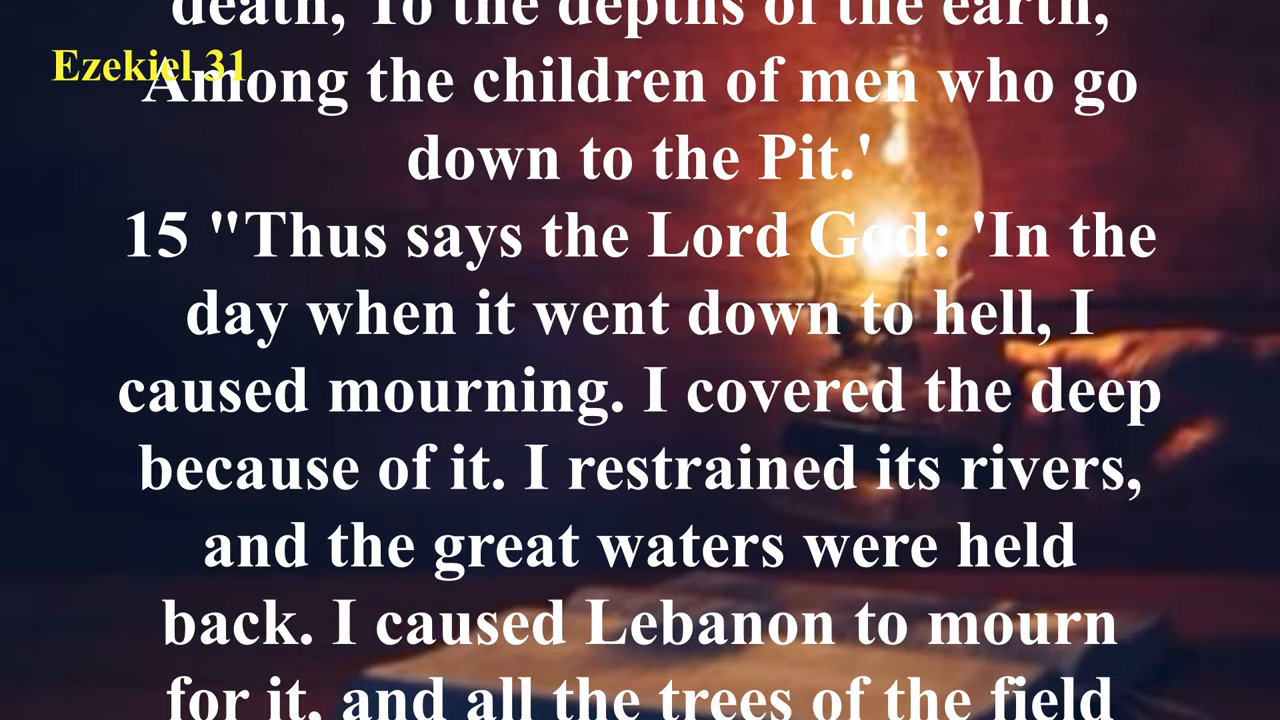 death, To the depths of the earth,
Ezekiel 31
Among the children of men who go
down to the Pit.'
15 "Thus says the Lord God: 'In the
day when it went down to hell, I
caused mourning. I covered the deep
because of it. I restrained its rivers,
and the great waters were held
back. I caused Lebanon to mourn
for it, and all the trees of the field